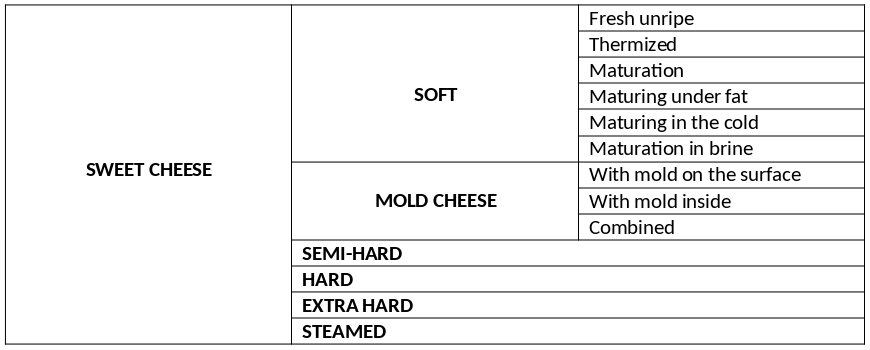 SWEET CHEESE
SOFT
Fresh unripe
Thermized
Maturation
Maturing under fat
Maturing in the cold
Maturation in brine
MOLD CHEESE
With mold on the surface
With mold inside
Combined
SEMI-HARD
HARD
EXTRA HARD
STEAMED